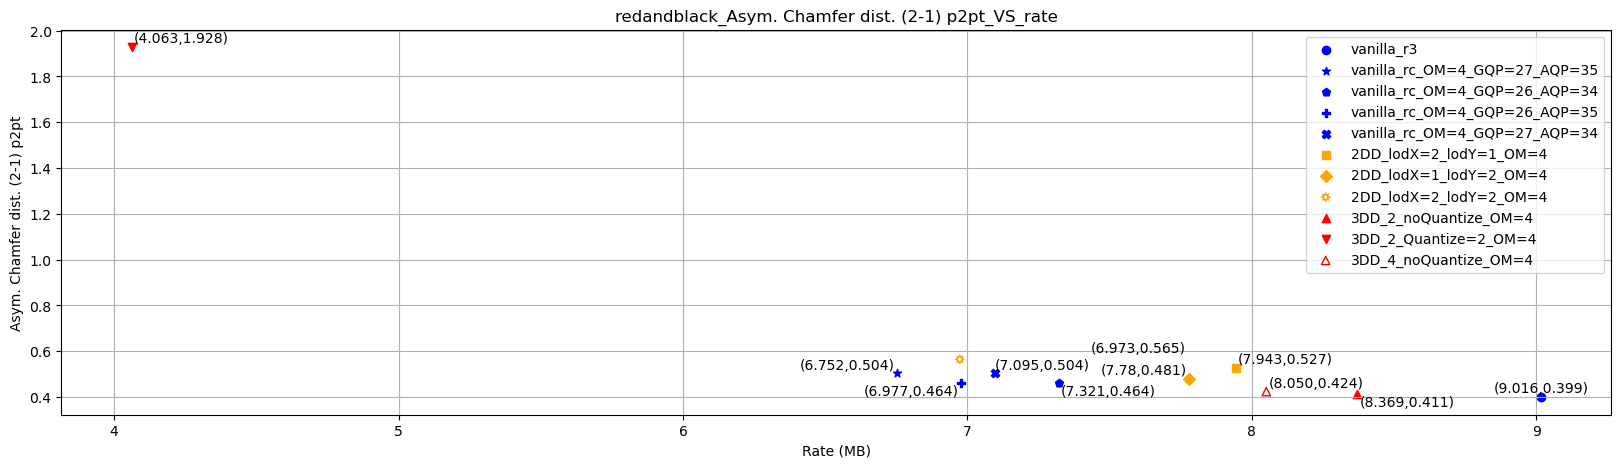 redandblack_Asym. Chamfer dist. (2-1) p2pt_VS_rate
Asym. Chamfer dist. (2-1) p2pt
2.0
1.8
1.6
1.4
1.2
1.0
0.8
0.6
0.4
(4.063,1.928)
(6.752,0.504)
(6.977,0.464)
(6.973,0.565)
(7.095,0.504)
(7.321,0.464)
(7.78,0.481)
(7.943,0.527)
(8.050,0.424)
(8.369,0.411)
(9.016,0.399)
vanilla_r3
vanilla_rc_OM=4_GQP=27_AQP=35
vanilla_rc_OM=4_GQP=26_AQP=34
vanilla_rc_OM=4_GQP=26_AQP=35
vanilla_rc_OM=4_GQP=27_AQP=34
2DD_lodX=2_lodY=1_OM=4
2DD_lodX=1_lodY=2_OM=4
2DD_lodX=2_lodY=2_OM=4
3DD_2_noQuantize_OM=4
3DD_2_Quantize=2_OM=4
3DD_4_noQuantize_OM=4
4
5
6
7
8
9
Rate (MB)